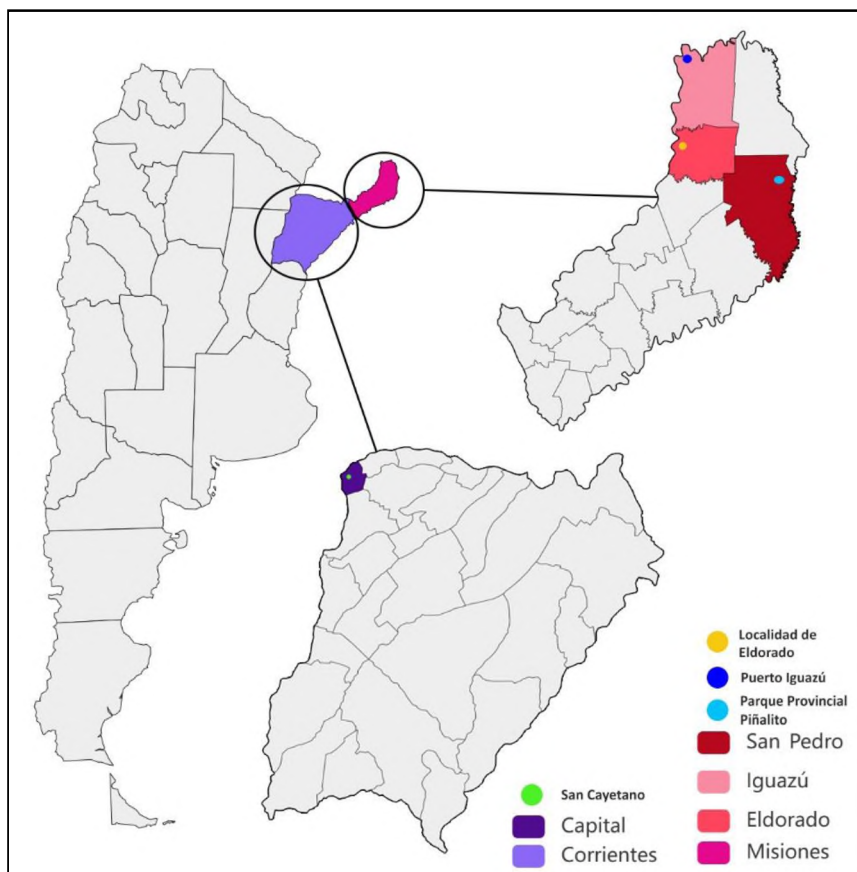 Localidad de
Eldorado
Puerto Iguazú
Parque Provincial
Piñalito
San Pedro
Iguazú
Eldorado
Misiones
San Cayetano
Capital
Corrientes